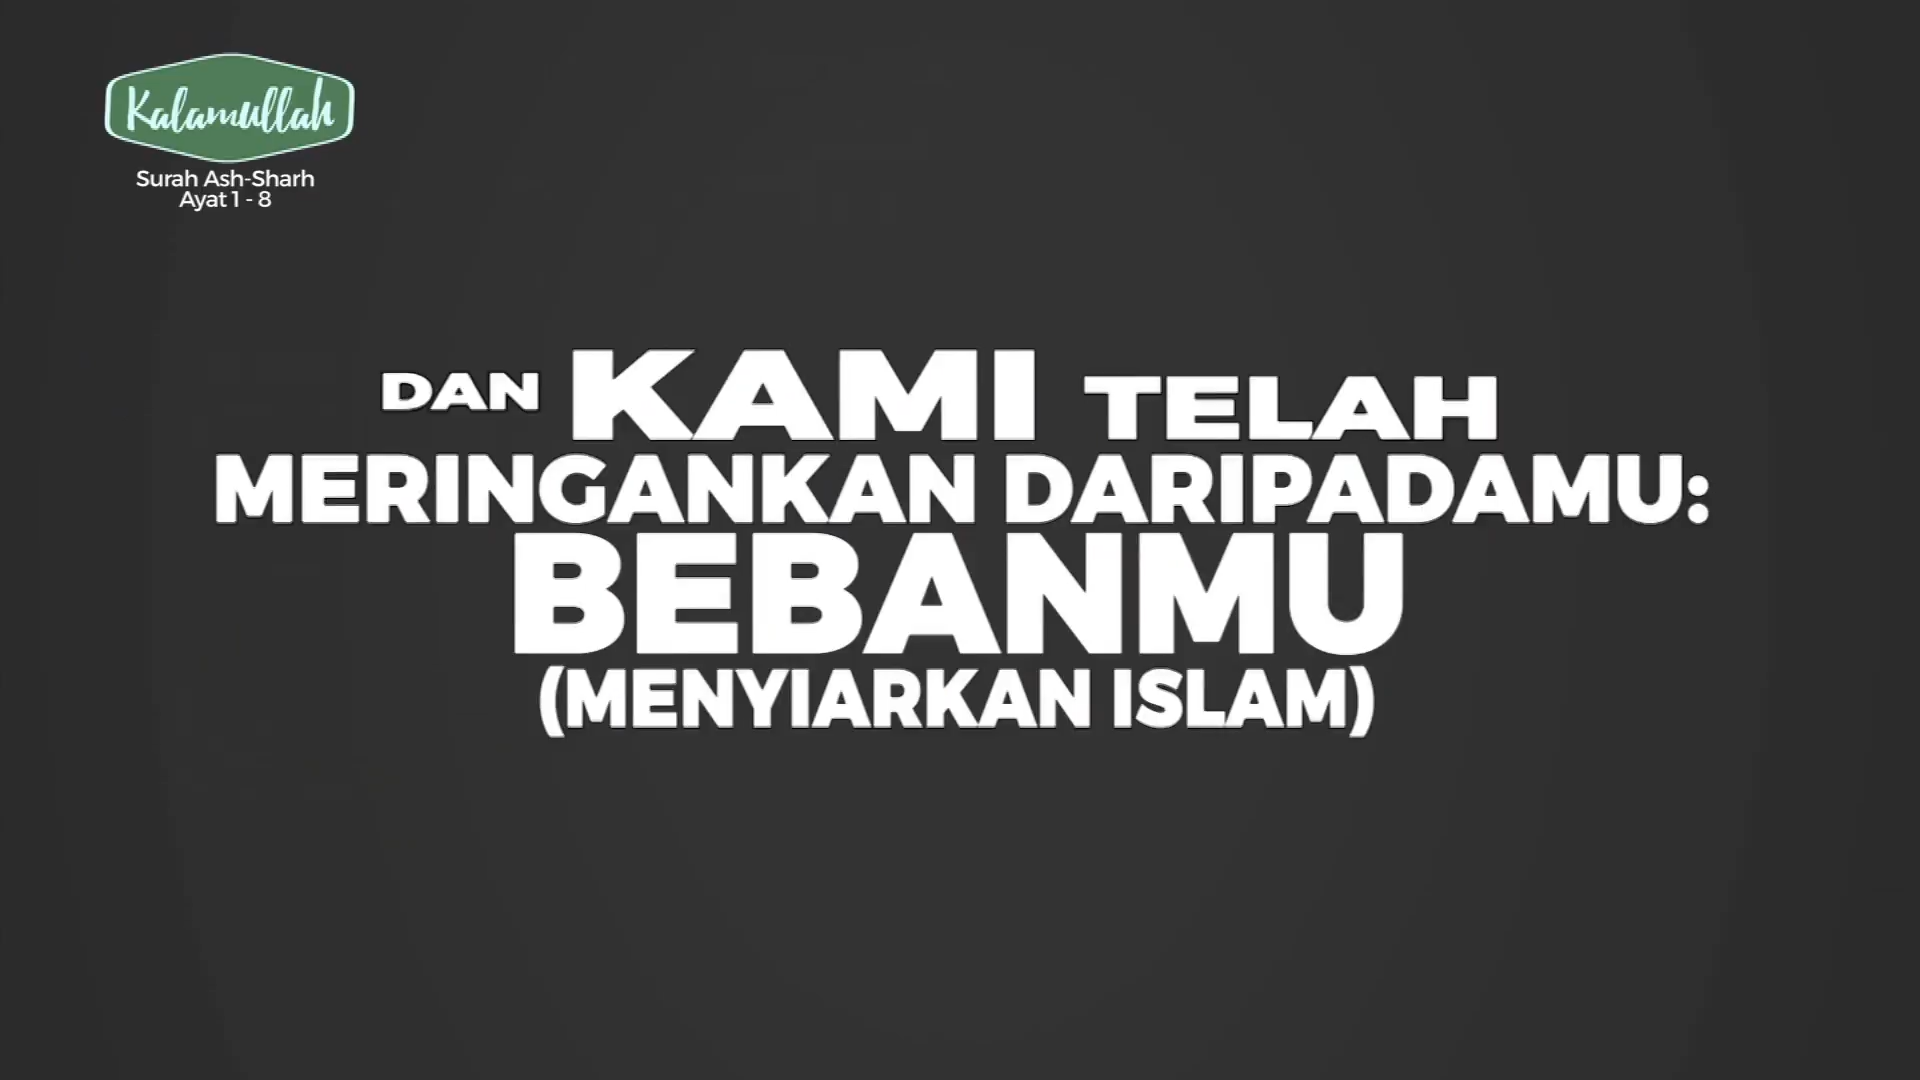 Kalamullah
Surah Ash-Sharh
Ayat 1 - 8
DAN KAMI TELAH
MERINGANKAN DARIPADAMU:
BEBANMU
(MENYIARKAN ISLAM)